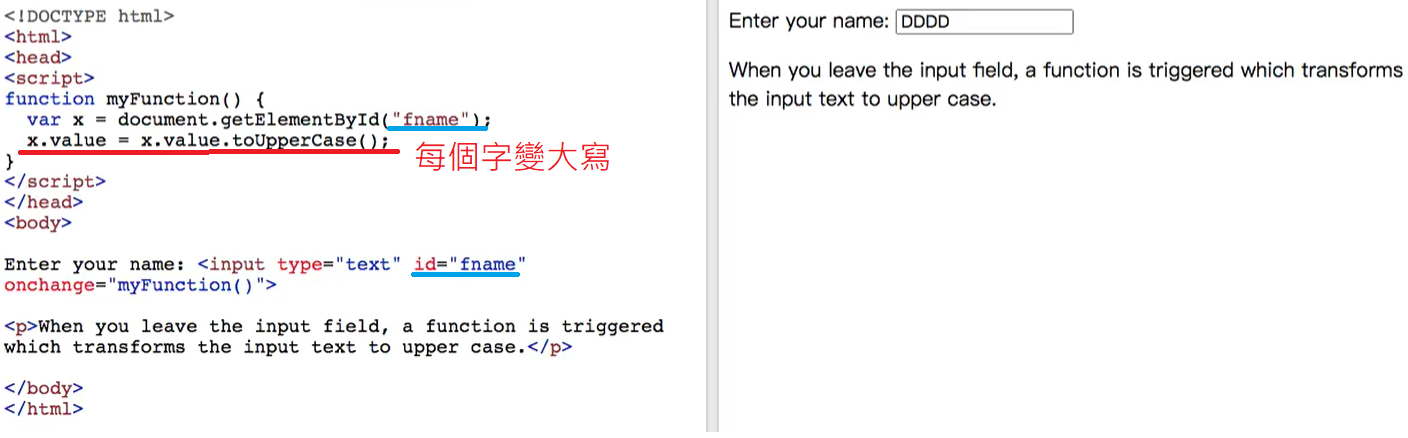 <!DOCTYPE html>
<html>
<head>
<script>
function myFunction() {
  var x = document.getElementById("fname");
  x.value = x.value.toUpperCase();
每個字變大寫
}
</script>
</head>
<body>
Enter your name: <input type="text" id="fname"
onchange="myFunction()">
<p>When you leave the input field, a function is triggered
which transforms the input text to upper case.</p>
</body>
</html>
Enter your name: DDDD
When you leave the input field, a function is triggered which transforms
the input text to upper case.